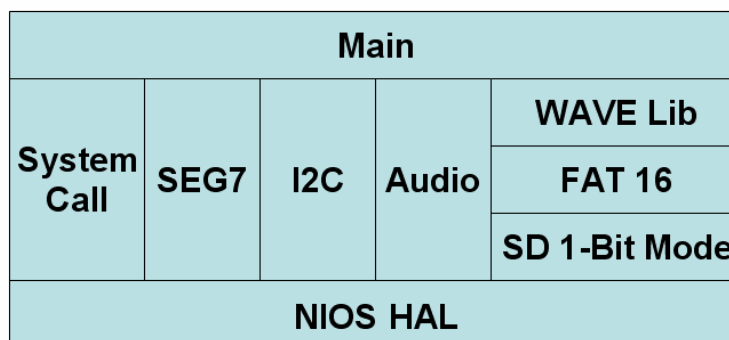 Main
System
Call
SEG7
I2C
Audio
WAVE Lib
FAT 16
SD 1-Bit Mode
NIOS HAL